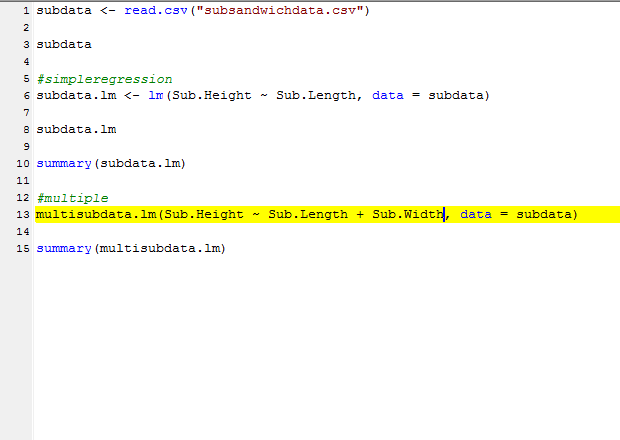 1 subdata <- read.csv("subsandwichdata.csv")
2
3 subdata
4
5 #simpleregression
6 subdata.lm <- lm(Sub.Height ~ Sub.Length, data = subdata)
7
8 subdata.lm
9
10 summary(subdata.lm)
11
12 #multiple
13 multisubdata.lm(Sub.Height ~ Sub.Length + Sub.Width, data = subdata)
14
15 summary(multisubdata.lm)